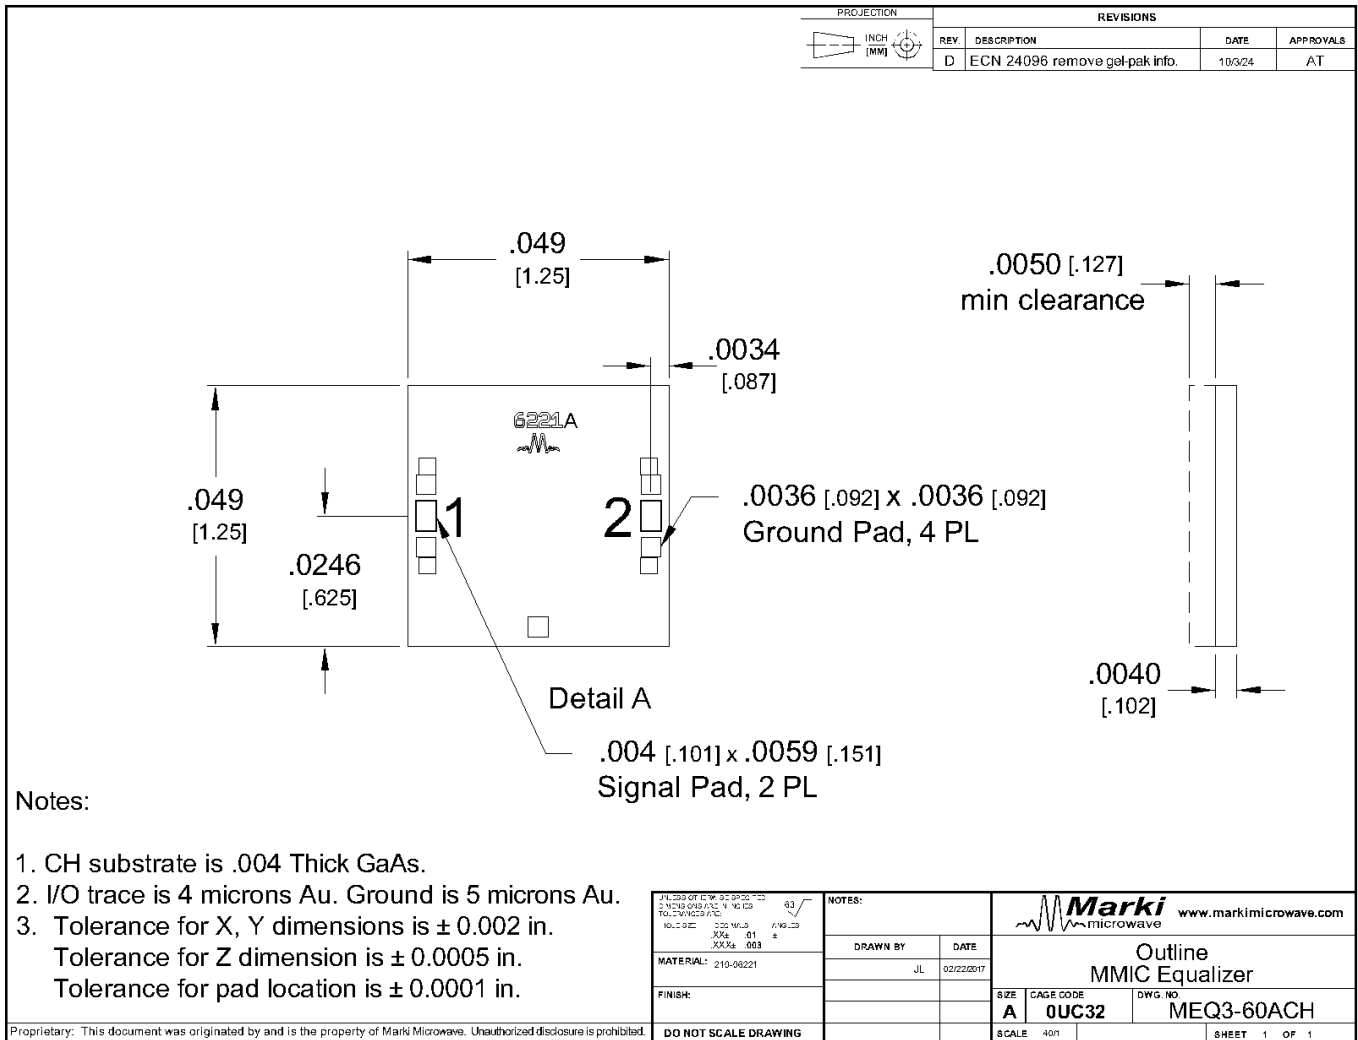 PROJECTION
INCH
[MM]
REVISIONS
REV. DESCRIPTION DATE APPROVALS
D ECN 24096 remove gel-pak info. 10/3/24 AT
.049
[1.25]
.0050 [.127]
min clearance
.0034
[.087]
6221A
.049
[1.25]
1
2
.0036 [.092] x .0036 [.092]
Ground Pad, 4 PL
.0246
[.625]
.0040
[.102]
Detail A
.004 [.101] x .0059 [.151]
Signal Pad, 2 PL
Notes:
1. CH substrate is .004 Thick GaAs.
2. I/O trace is 4 microns Au. Ground is 5 microns Au.
3. Tolerance for X, Y dimensions is ± 0.002 in.
Tolerance for Z dimension is ± 0.0005 in.
Tolerance for pad location is ± 0.0001 in.
Proprietary: This document was originated by and is the property of Marki Microwave. Unauthorized disclosure is prohibited.
63
.XX± .01 ±
.XXX± .003
MATERIAL: 210-06221
FINISH:
DO NOT SCALE DRAWING
NOTES:
DRAWN BY DATE
JL 02/22/2017
Marki
microwave
www.markimicrowave.com
Outline
MMIC Equalizer
SIZE CAGE CODE DWG. NO.
A 0UC32 MEQ3-60ACH
SCALE 40/1 SHEET 1 OF 1